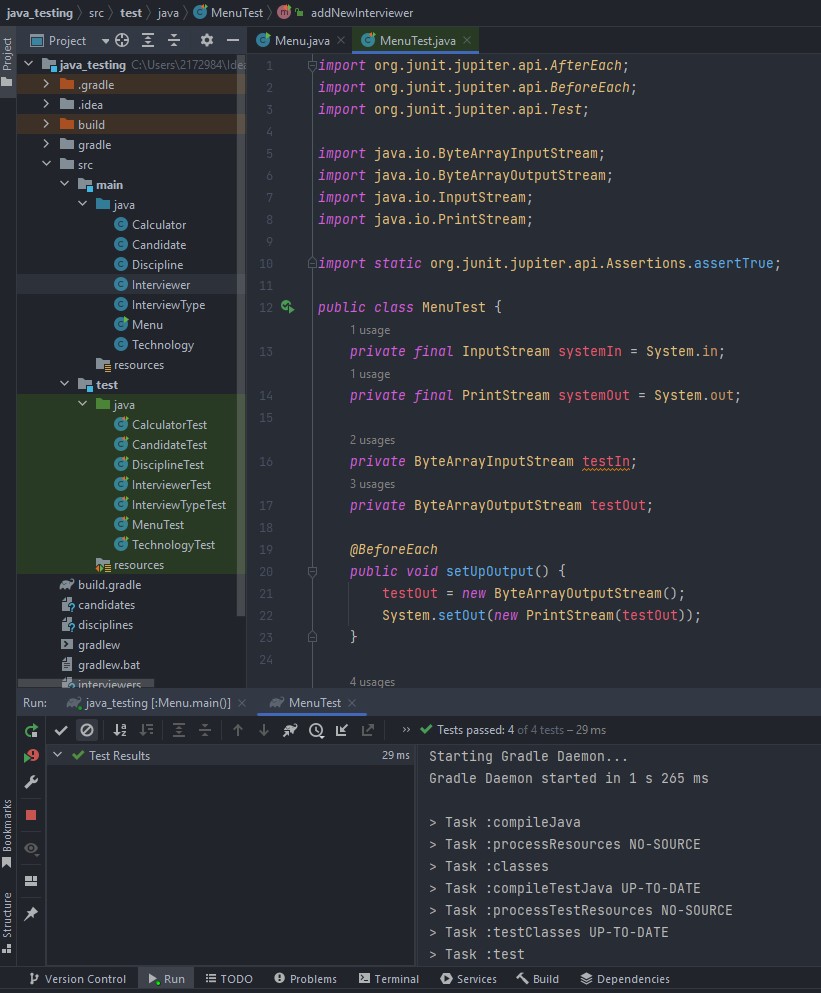 java_testing › src › test › java › MenuTest › m addNewInterviewer
Project
Project
Menu.java
MenuTest.java
java_testing C:\Users\2172984\Idea
.gradle
.idea
build
gradle
src
main
java
Calculator
Candidate
Discipline
Interviewer
InterviewType
Menu
Technology
resources
test
java
CalculatorTest
CandidateTest
DisciplineTest
InterviewerTest
InterviewTypeTest
MenuTest
TechnologyTest
resources
build.gradle
candidates
disciplines
gradlew
gradlew.bat
interviewers
1 import org.junit.jupiter.api.AfterEach;
2 import org.junit.jupiter.api.BeforeEach;
3 import org.junit.jupiter.api.Test;
4
5 import java.io.ByteArrayInputStream;
6 import java.io.ByteArrayOutputStream;
7 import java.io.InputStream;
8 import java.io.PrintStream;
9
10 import static org.junit.jupiter.api.Assertions.assertTrue;
11
12 public class MenuTest {
1 usage
13 private final InputStream systemIn = System.in;
1 usage
14 private final PrintStream systemOut = System.out;
15
2 usages
16 private ByteArrayInputStream testIn;
3 usages
17 private ByteArrayOutputStream testOut;
18
19 @BeforeEach
20 public void setUpOutput() {
21 testOut = new ByteArrayOutputStream();
22 System.setOut(new PrintStream(testOut));
23 }
24
4 usages
Run:
java_testing [:Menu.main()]
MenuTest
Tests passed: 4 of 4 tests – 29 ms
Test Results 29 ms
Starting Gradle Daemon...
Gradle Daemon started in 1 s 265 ms
> Task :compileJava
> Task :processResources NO-SOURCE
> Task :classes
> Task :compileTestJava UP-TO-DATE
> Task :processTestResources NO-SOURCE
> Task :testClasses UP-TO-DATE
> Task :test
Bookmarks
Structure
Version Control
Run
TODO
Problems
Terminal
Services
Build
Dependencies